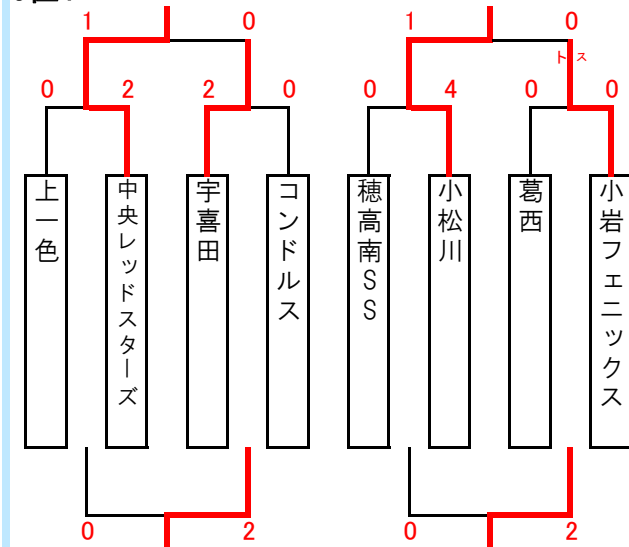 1 0 1 0
トス
0 2 2 0 0 4 0 0
上一色
中央レッドスターズ
宇喜田
コンドルス
穂高南SS
小松川
葛西
小岩フェニックス
0 2 0 2